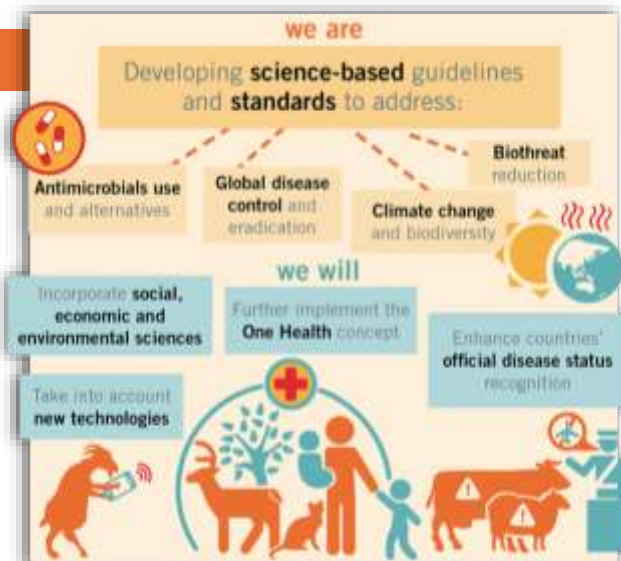 we are
Developing science-based guidelines
and standards to address:
Antimicrobials use
and alternatives
Global disease
control and
eradication
Climate change
and biodiversity
Biothreat
reduction
we will
Incorporate social,
economic and
environmental sciences
Further implement the
One Health concept
Enhance countries'
official disease status
recognition
Take into account
new technologies